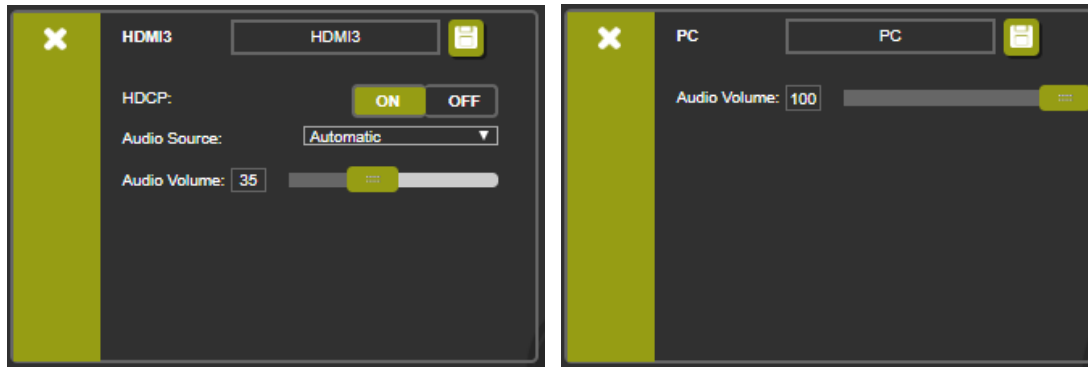 HDMI3 HDMI3
HDCP: ON OFF
Audio Source: Automatic
Audio Volume: 35
PC PC
Audio Volume: 100